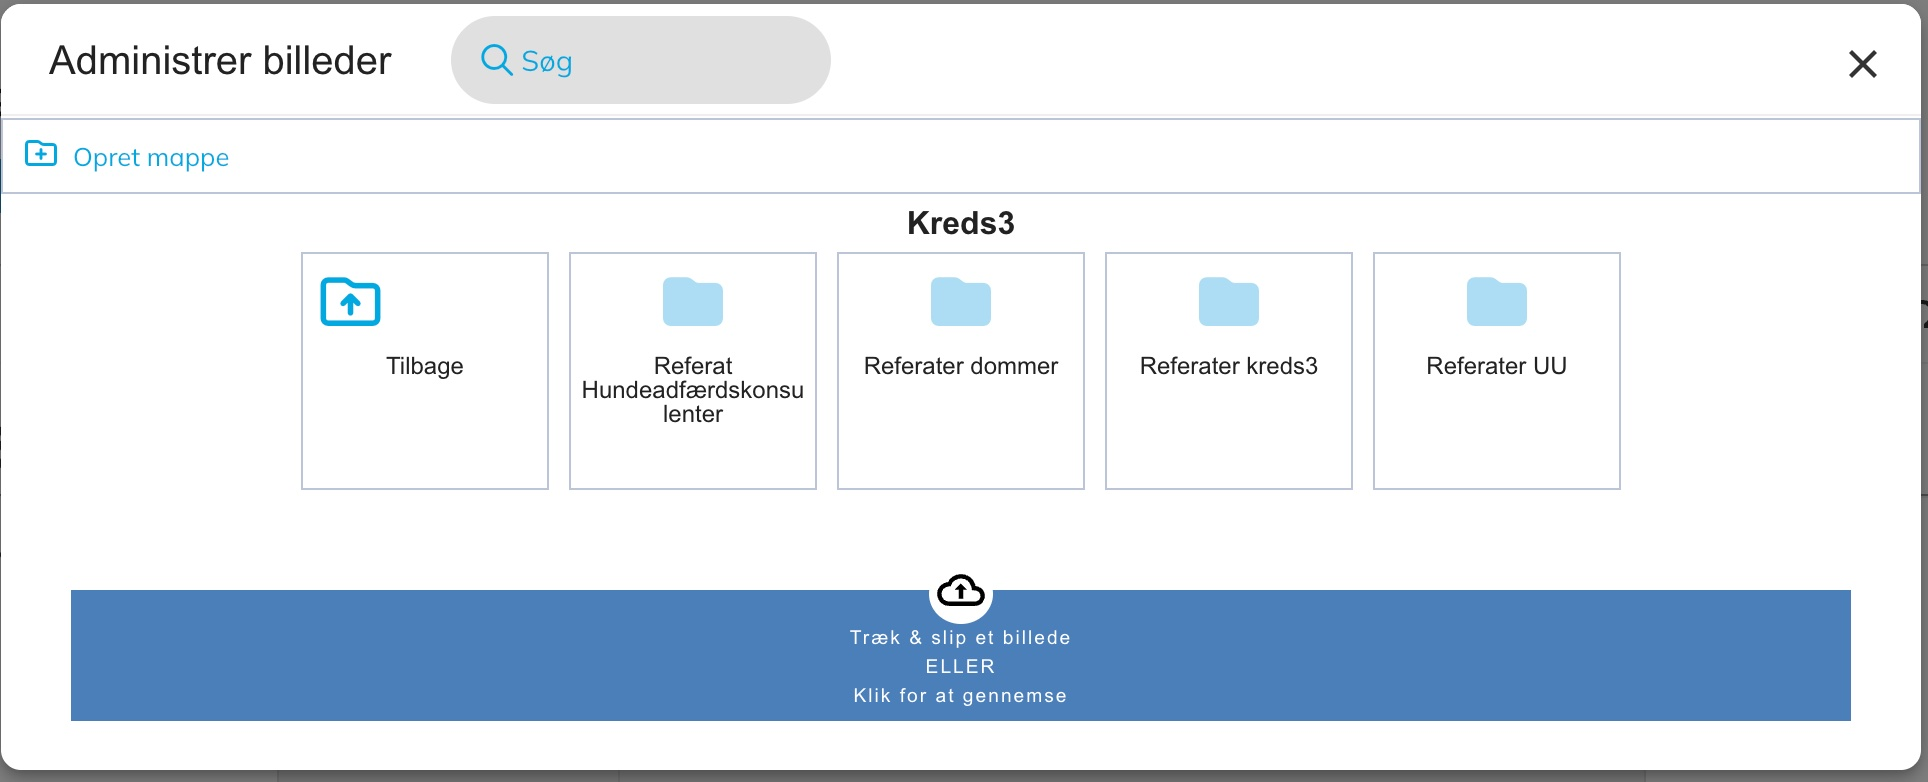 Administrer billeder
Søg
Opret mappe
Kreds3
Tilbage
Referat
Hundeadfærdskonsu
lenter
Referater dommer
Referater kreds3
Referater UU
Træk & slip et billede
ELLER
Klik for at gennemse